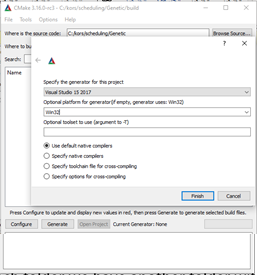 CMake 3.16.0-rc3 - C:/kors/scheduling/Genetic/build
File Tools Options Help
Where is the source code: C:/kors/scheduling/Genetic Browse Source...
Where to bu
Search:
Name
Specify the generator for this project
Visual Studio 15 2017
Optional platform for generator(if empty, generator uses: Win32)
Win32
Optional toolset to use (argument to -T)
Use default native compilers
Specify native compilers
Specify toolchain file for cross-compiling
Specify options for cross-compiling
Finish Cancel
Press Configure to update and display new values in red, then press Generate to generate selected build files.
Configure Generate Open Project Current Generator: None